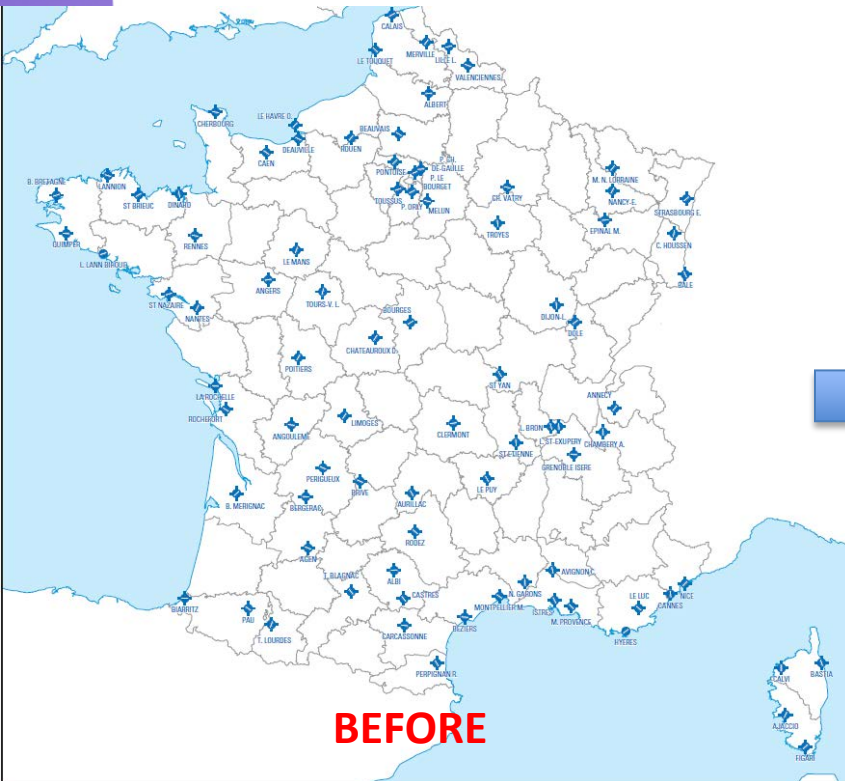 CALAIS
MERVILLE
LILLE L.
LE TOUQUET
VALENCIENNES
ALBERT
CHERBOURG
LE HAVRE O.
BEAUVAIS
DEAUVILLE
ROUEN
CAEN
P. CH.
DE-GAULLE
PONTOISE
P. LE
BOURGET
M. N. LORRAINE
B. BRETAGNE
LANNION
ST BRIEUC
DINARD
TOUSSUS
P. ORLY
MELUN
CH. VATRY
NANCY-E.
STRASBOURG E.
QUIMPER
RENNES
TROYES
EPINAL M.
C. HOUSSEN
L. LANN BIHOUE
LE MANS
BALE
ANGERS
TOURS-V. L.
ST NAZAIRE
NANTES
BOURGES
DIJON-L.
DOLE
CHATEAUROUX D.
POITIERS
ST YAN
LA ROCHELLE
ANNECY
ROCHEFORT
LIMOGES
ANGOULEME
CLERMONT
L. BRON
L. ST-EXUPERY
CHAMBERY A.
ST ETIENNE
GRENOBLE ISERE
PERIGUEUX
BRIVE
LE PUY
B. MERIGNAC
BERGERAC
AURILLAC
RODEZ
AGEN
T. BLAGNAC
ALBI
AVIGNON C.
CASTRES
N. GARONS
LE LUC
NICE
BIARRITZ
MONTPELLIER M.
ISTRES
CANNES
PAU
T. LOURDES
CARCASSONNE
BEZIERS
M. PROVENCE
HYERES
PERPIGNAN R.
CALVI
BASTIA
AJACCIO
FIGARI
BEFORE